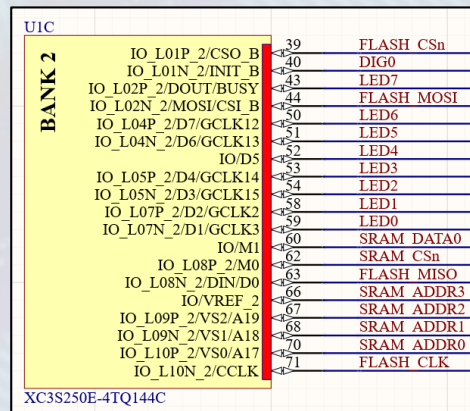 U1C
BANK 2
IO_L01P_2/CSO_B 39 FLASH_CSn
IO_L01N_2/INIT_B 40 DIG0
IO_L02P_2/DOUT/BUSY 43 LED7
IO_L02N_2/MOSI/CSI_B 44 FLASH_MOSI
IO_L04P_2/D7/GCLK12 50 LED6
IO_L04N_2/D6/GCLK13 51 LED5
IO/D5 52 LED4
IO_L05P_2/D4/GCLK14 53 LED3
IO_L05N_2/D3/GCLK15 54 LED2
IO_L07P_2/D2/GCLK2 58 LED1
IO_L07N_2/D1/GCLK3 59 LED0
IO/M1 60 SRAM_DATA0
IO_L08P_2/M0 62 SRAM_CSn
IO_L08N_2/DIN/D0 63 FLASH_MISO
IO/VREF_2 66 SRAM_ADDR3
IO_L09P_2/VS2/A19 67 SRAM_ADDR2
IO_L09N_2/VS1/A18 68 SRAM_ADDR1
IO_L10P_2/VS0/A17 70 SRAM_ADDR0
IO_L10N_2/CCLK 71 FLASH_CLK
XC3S250E-4TQ144C